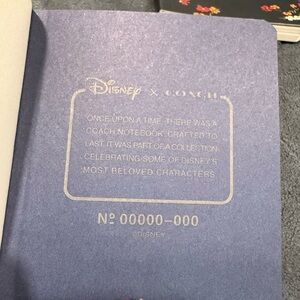 Disney x COACH
ONCE UPON A TIME, THERE WAS A
COACH NOTEBOOK, CRAFTED TO
LAST. IT WAS PART OF A COLLECTION
CELEBRATING SOME OF DISNEY'S
MOST BELOVED CHARACTERS.
Nº 00000-000
©DISNEY